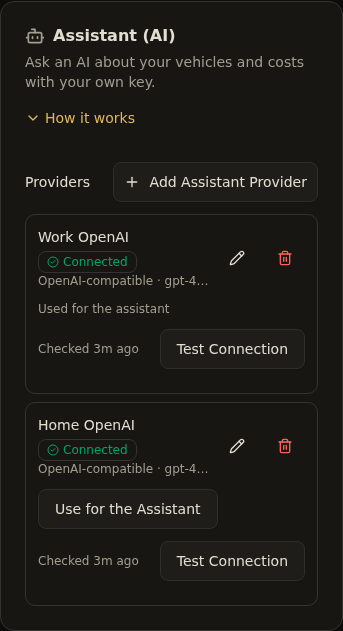 Assistant (AI)
Ask an AI about your vehicles and costs
with your own key.
How it works
Providers
Add Assistant Provider
Work OpenAI
Connected
OpenAI-compatible · gpt-4...
Used for the assistant
Checked 3m ago
Test Connection
Home OpenAI
Connected
OpenAI-compatible · gpt-4...
Use for the Assistant
Checked 3m ago
Test Connection